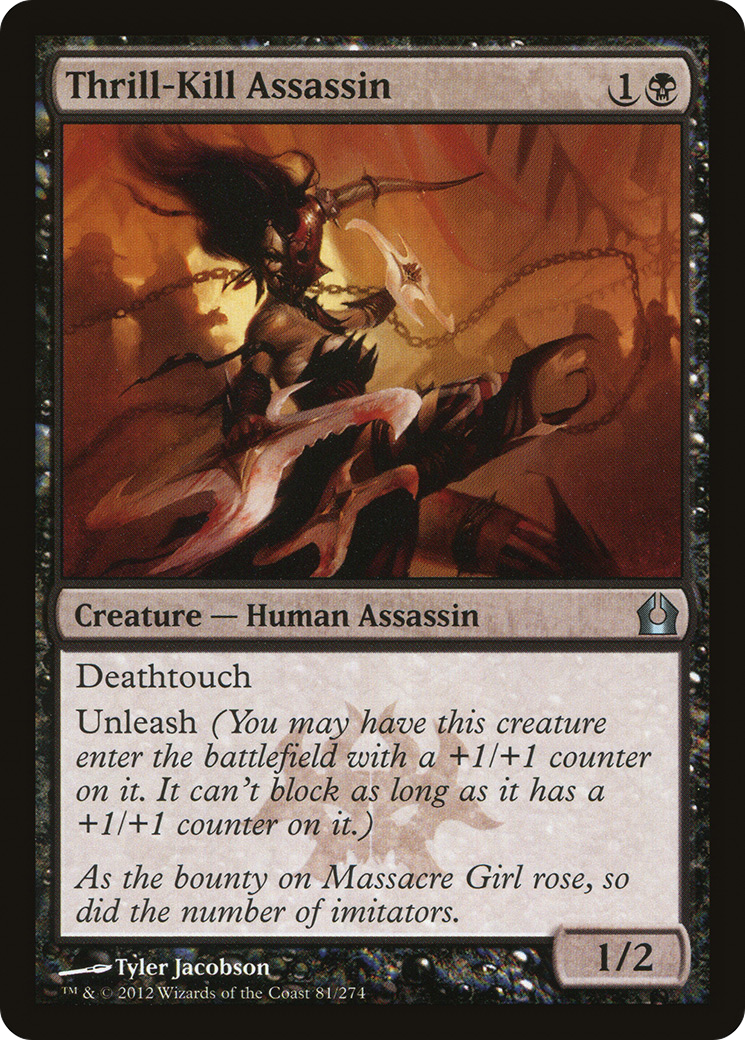 Thrill-Kill Assassin 1
Creature — Human Assassin
Deathtouch
Unleash (You may have this creature
enter the battlefield with a +1/+1 counter
on it. It can't block as long as it has a
+1/+1 counter on it.)
As the bounty on Massacre Girl rose, so
did the number of imitators.
1/2
Tyler Jacobson
™ & © 2012 Wizards of the Coast 81/274